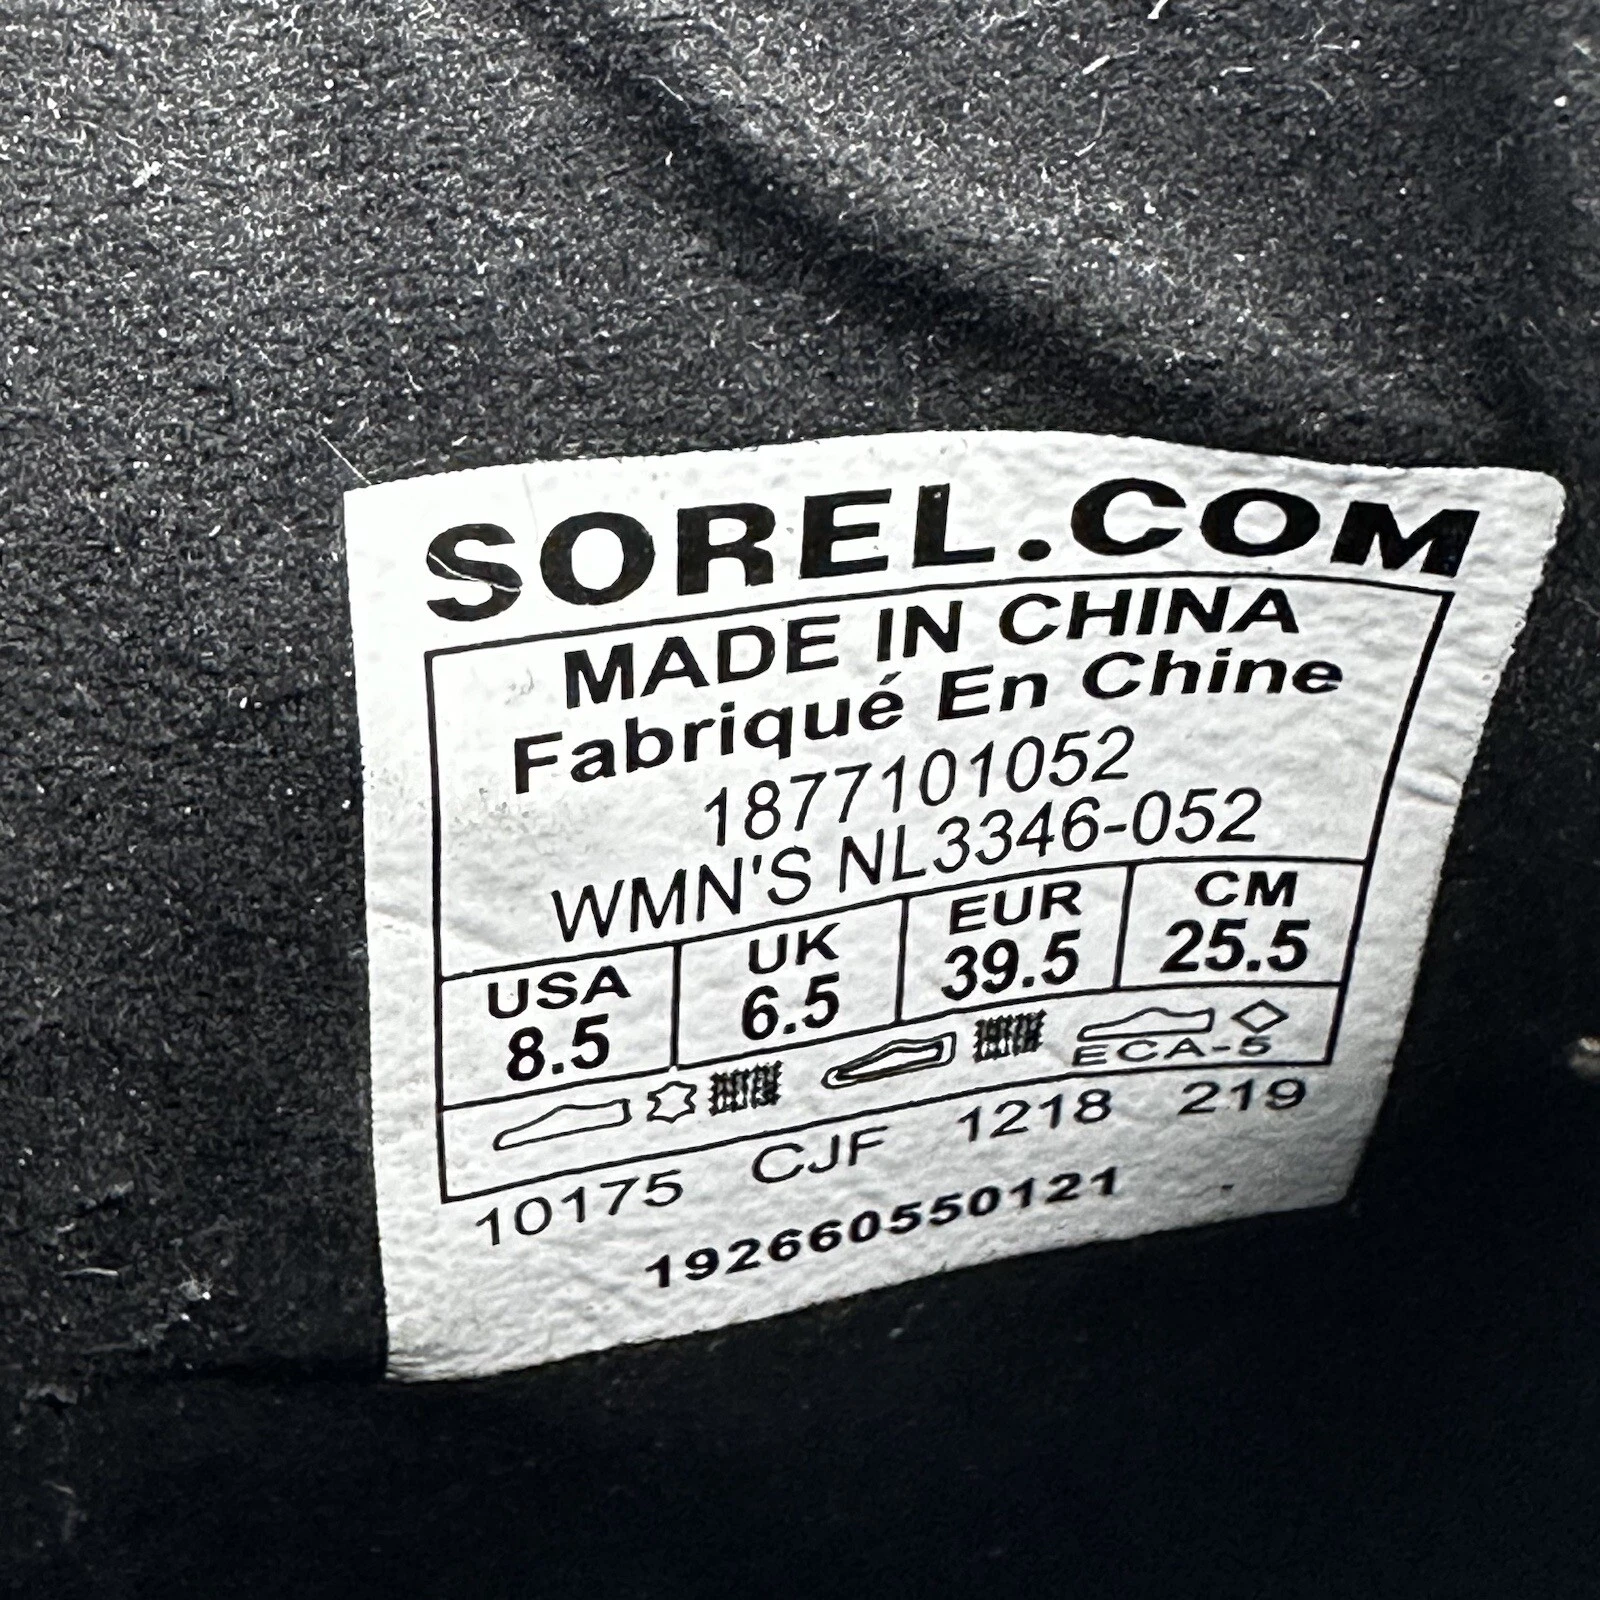 SOREL.COM
MADE IN CHINA
Fabriqué En Chine
1877101052
WMN'S NL3346-052
USA UK EUR CM
8.5 6.5 39.5 25.5
ECA-5
10175 CJF 1218 219
192660550121